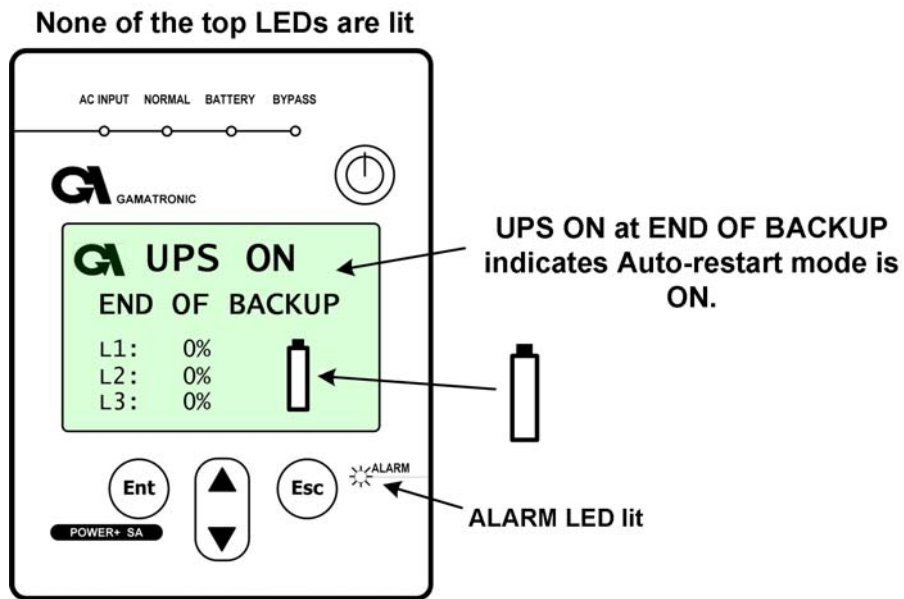 None of the top LEDs are lit
AC INPUT NORMAL BATTERY BYPASS
GAMATRONIC
UPS ON
END OF BACKUP
L1: 0%
L2: 0%
L3: 0%
UPS ON at END OF BACKUP
indicates Auto-restart mode is
ON.
Ent
Esc
ALARM
ALARM LED lit
POWER+ SA